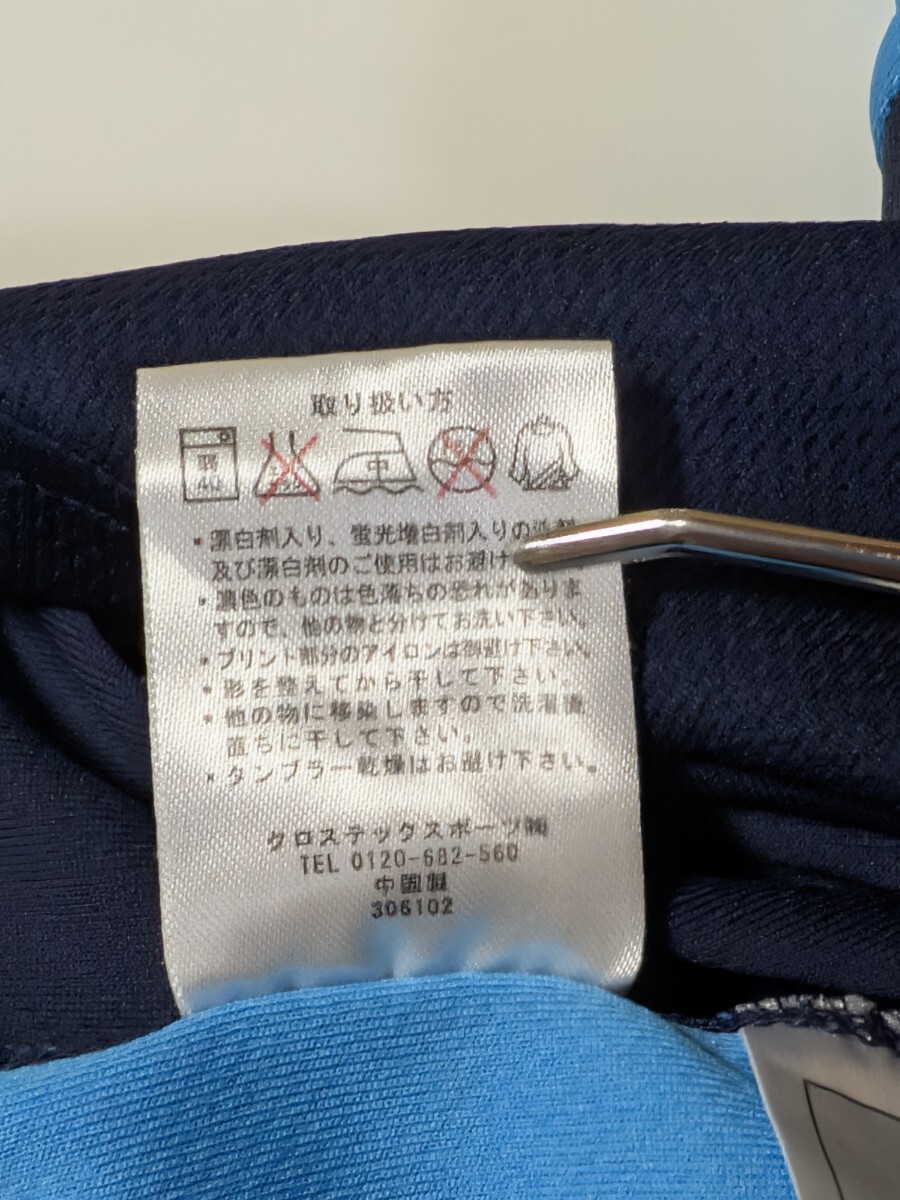 取り扱い方
弱
40
中
・漂白剤入り、蛍光増白剤入りの洗剤
及び漂白剤のご使用はお避け
・濃色のものは色落ちの恐れがありま
すので、他の物と分けてお洗い下さい。
・プリント部分のアイロンは御避け下さい。
・形を整えてから干して下さい。
・他の物に移染しますので洗濯後
直ちに干して下さい。
・タンブラー乾燥はお避け下さい。
クロステックスポーツ㈱
TEL 0120-682-560
中国製
306102